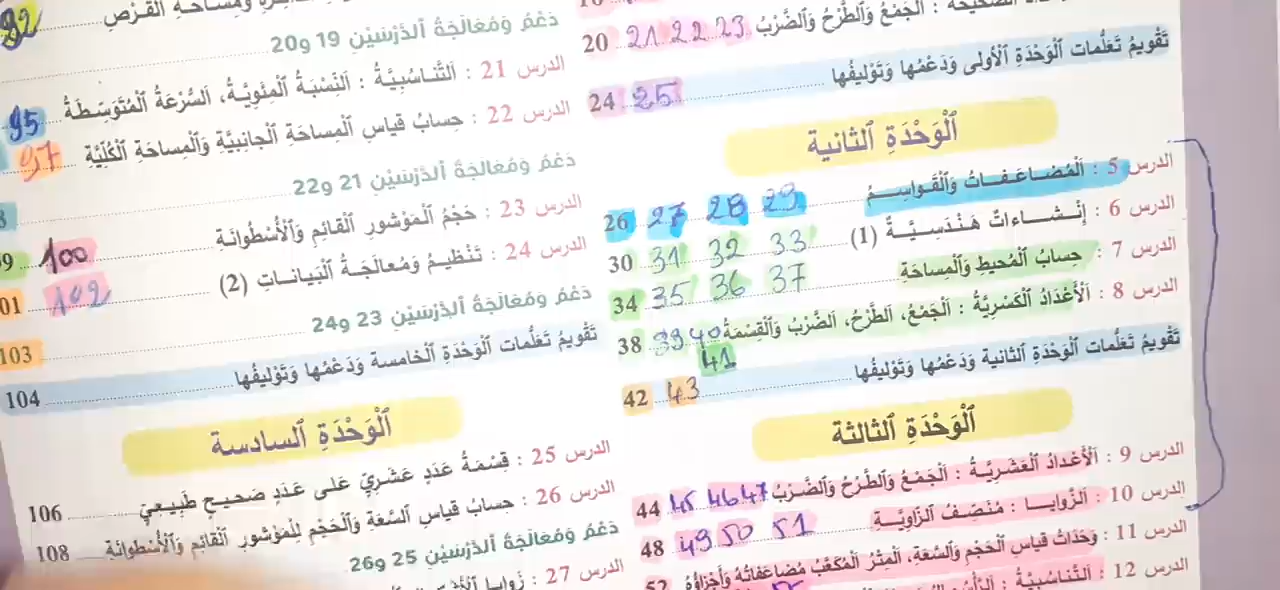 الصحيحة : الجمع والطرح والضرب 20 21 22 23
تقويم تعلمات الوحدة الأولى ودعمها وتوليفها 24 25
الوحدة الثانية
الدرس 5 : المضاعفات والقواسم 26 27 28 29
الدرس 6 : إنشاءات هندسية (1) 30 31 32 33
الدرس 7 : حساب المحيط والمساحة 34 35 36 37
الدرس 8 : الأعداد الكسرية : الجمع، الطرح، الضرب والقسمة 38 39 40
41
تقويم تعلمات الوحدة الثانية ودعمها وتوليفها 42 43
الوحدة الثالثة
الدرس 9 : الأعداد العشرية : الجمع والطرح والضرب 44 45 46 47
الدرس 10 : الزوايا : منصف الزاوية 48 49 50 51
الدرس 11 : وحدات قياس الحجم والسعة، المتر المكعب مضاعفاته وأجزاؤه 52
الدرس 12 : التناسبية :
ومساحة القرص 92
دعم ومعالجة الدرسين 19 و20
الدرس 21 : التناسبية : النسبة المئوية، السرعة المتوسطة 95
الدرس 22 : حساب قياس المساحة الجانبية والمساحة الكلية 97
دعم ومعالجة الدرسين 21 و22
الدرس 23 : حجم الموشور القائم والأسطوانة 100
الدرس 24 : تنظيم ومعالجة البيانات (2) 01 102
دعم ومعالجة الدرسين 23 و24 103
تقويم تعلمات الوحدة الخامسة ودعمها وتوليفها 104
الوحدة السادسة
الدرس 25 : قسمة عدد عشري على عدد صحيح طبيعي 106
الدرس 26 : حساب قياس السعة والحجم للموشور القائم والأسطوانة 108
دعم ومعالجة الدرسين 25 و26
الدرس 27 : زوايا